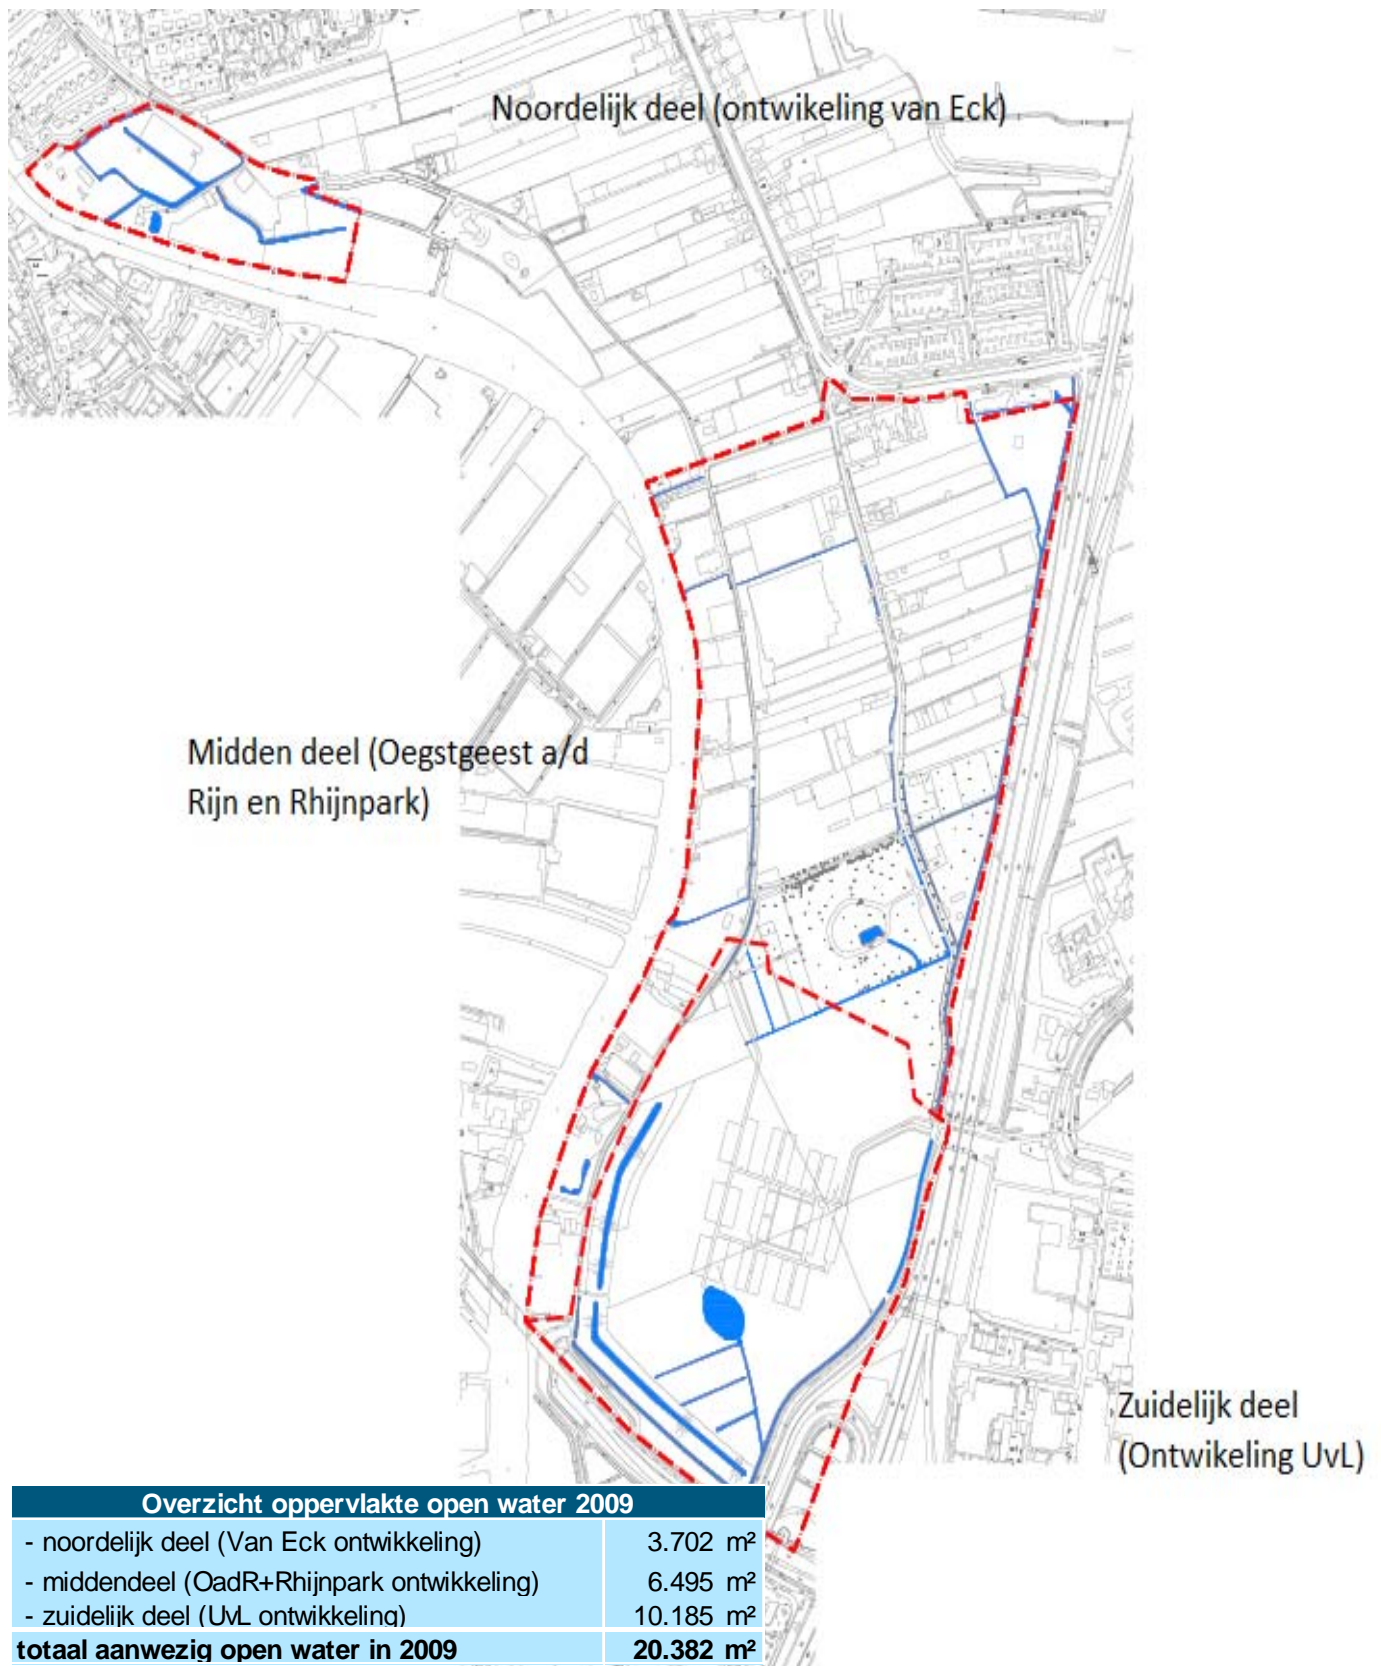 Noordelijk deel (ontwikeling van Eck)
Midden deel (Oegstgeest a/d
Rijn en Rhijnpark)
Zuidelijk deel
(Ontwikeling UvL)
Overzicht oppervlakte open water 2009
- noordelijk deel (Van Eck ontwikkeling) 3.702 m²
- middendeel (OadR+Rhijnpark ontwikkeling) 6.495 m²
- zuidelijk deel (UvL ontwikkeling) 10.185 m²
totaal aanwezig open water in 2009 20.382 m²